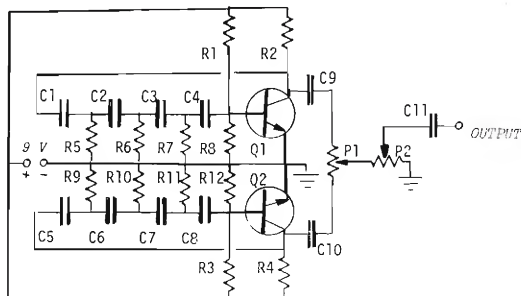 R1 R2
C9
C1 C2 C3 C4
C11
R5 R6 R7 R8 Q1
P1 P2
OUTPUT
9 V
+ -
R9 R10 R11 R12 Q2
C5 C6 C7 C8
C10
R3 R4